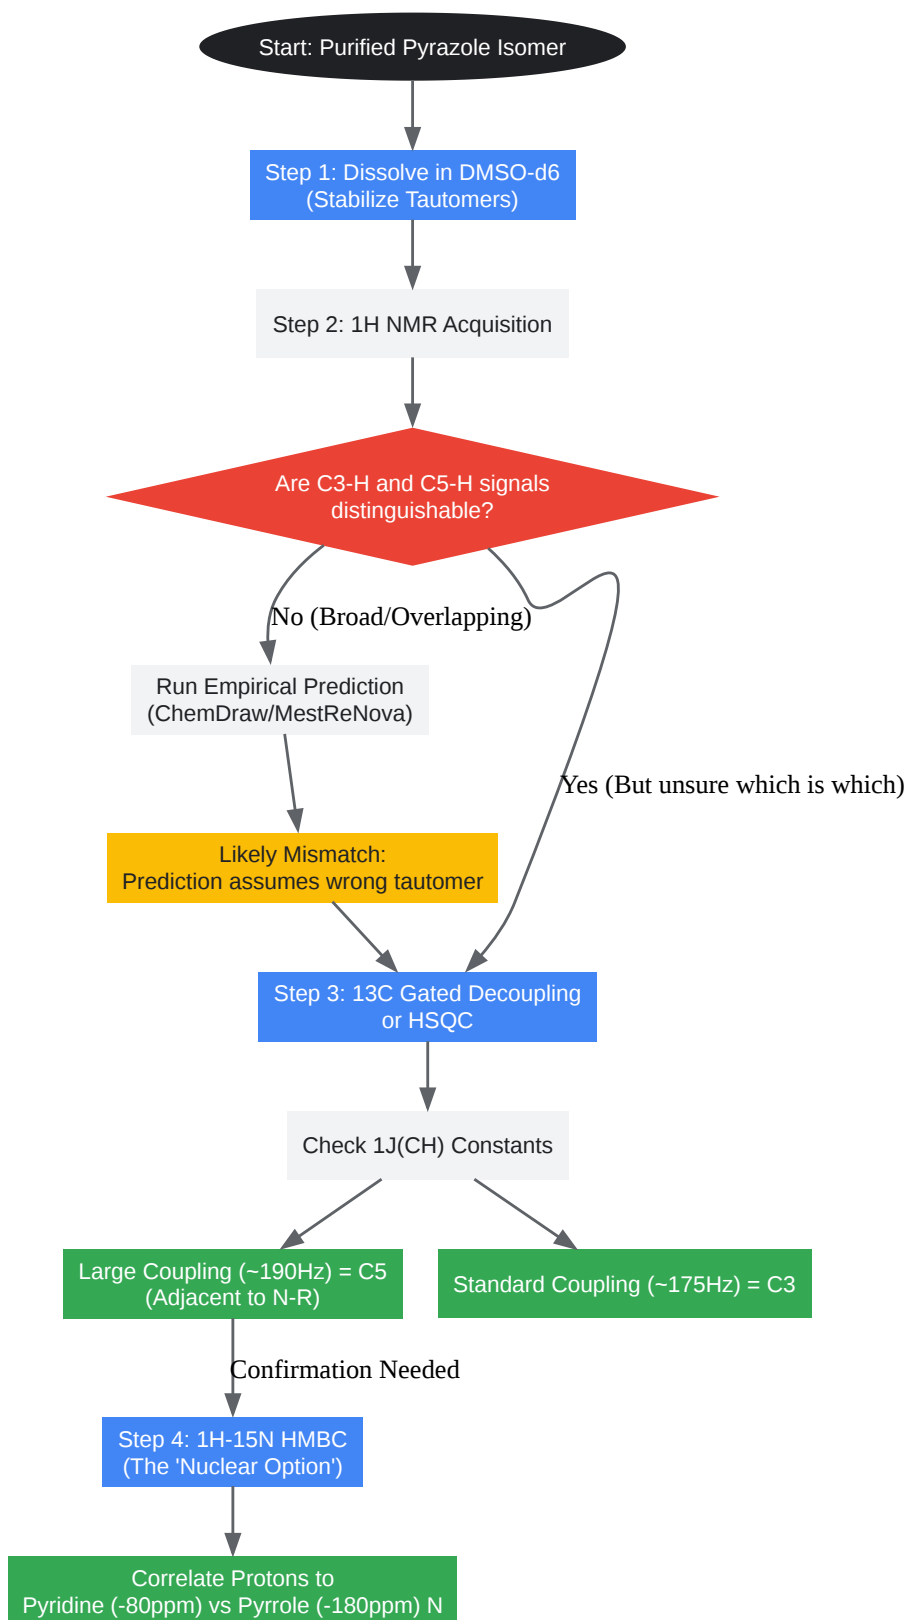 Start: Purified Pyrazole Isomer
Step 1: Dissolve in DMSO-d6
(Stabilize Tautomers)
Step 2: 1H NMR Acquisition
Are C3-H and C5-H signals
distinguishable?
No (Broad/Overlapping)
Run Empirical Prediction
(ChemDraw/MestReNova)
Yes (But unsure which is which)
Likely Mismatch:
Prediction assumes wrong tautomer
Step 3: 13C Gated Decoupling
or HSQC
Check 1J(CH) Constants
Large Coupling (~190Hz) = C5
(Adjacent to N-R)
Standard Coupling (~175Hz) = C3
Confirmation Needed
Step 4: 1H-15N HMBC
(The 'Nuclear Option')
Correlate Protons to
Pyridine (-80ppm) vs Pyrrole (-180ppm) N